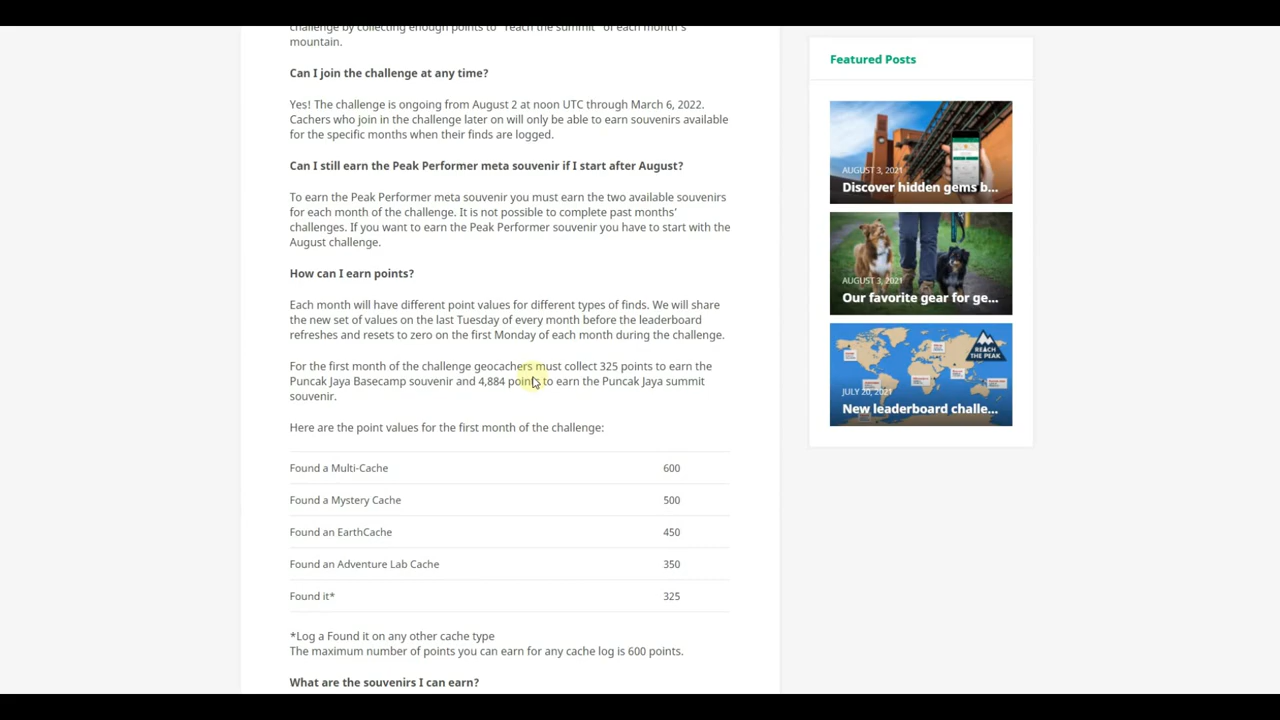 challenge by collecting enough points to "reach the summit" of each month's
mountain.
Can I join the challenge at any time?
Yes! The challenge is ongoing from August 2 at noon UTC through March 6, 2022.
Cachers who join in the challenge later on will only be able to earn souvenirs available
for the specific months when their finds are logged.
Can I still earn the Peak Performer meta souvenir if I start after August?
To earn the Peak Performer meta souvenir you must earn the two available souvenirs
for each month of the challenge. It is not possible to complete past months'
challenges. If you want to earn the Peak Performer souvenir you have to start with the
August challenge.
How can I earn points?
Each month will have different point values for different types of finds. We will share
the new set of values on the last Tuesday of every month before the leaderboard
refreshes and resets to zero on the first Monday of each month during the challenge.
For the first month of the challenge geocachers must collect 325 points to earn the
Puncak Jaya Basecamp souvenir and 4,884 points to earn the Puncak Jaya summit
souvenir.
Here are the point values for the first month of the challenge:
Found a Multi-Cache 600
Found a Mystery Cache 500
Found an EarthCache 450
Found an Adventure Lab Cache 350
Found it* 325
*Log a Found it on any other cache type
The maximum number of points you can earn for any cache log is 600 points.
What are the souvenirs I can earn?
Featured Posts
AUGUST 3, 2021
Discover hidden gems b...
AUGUST 3, 2021
Our favorite gear for ge...
REACH
THE PEAK
JULY 20, 2021
New leaderboard challe...